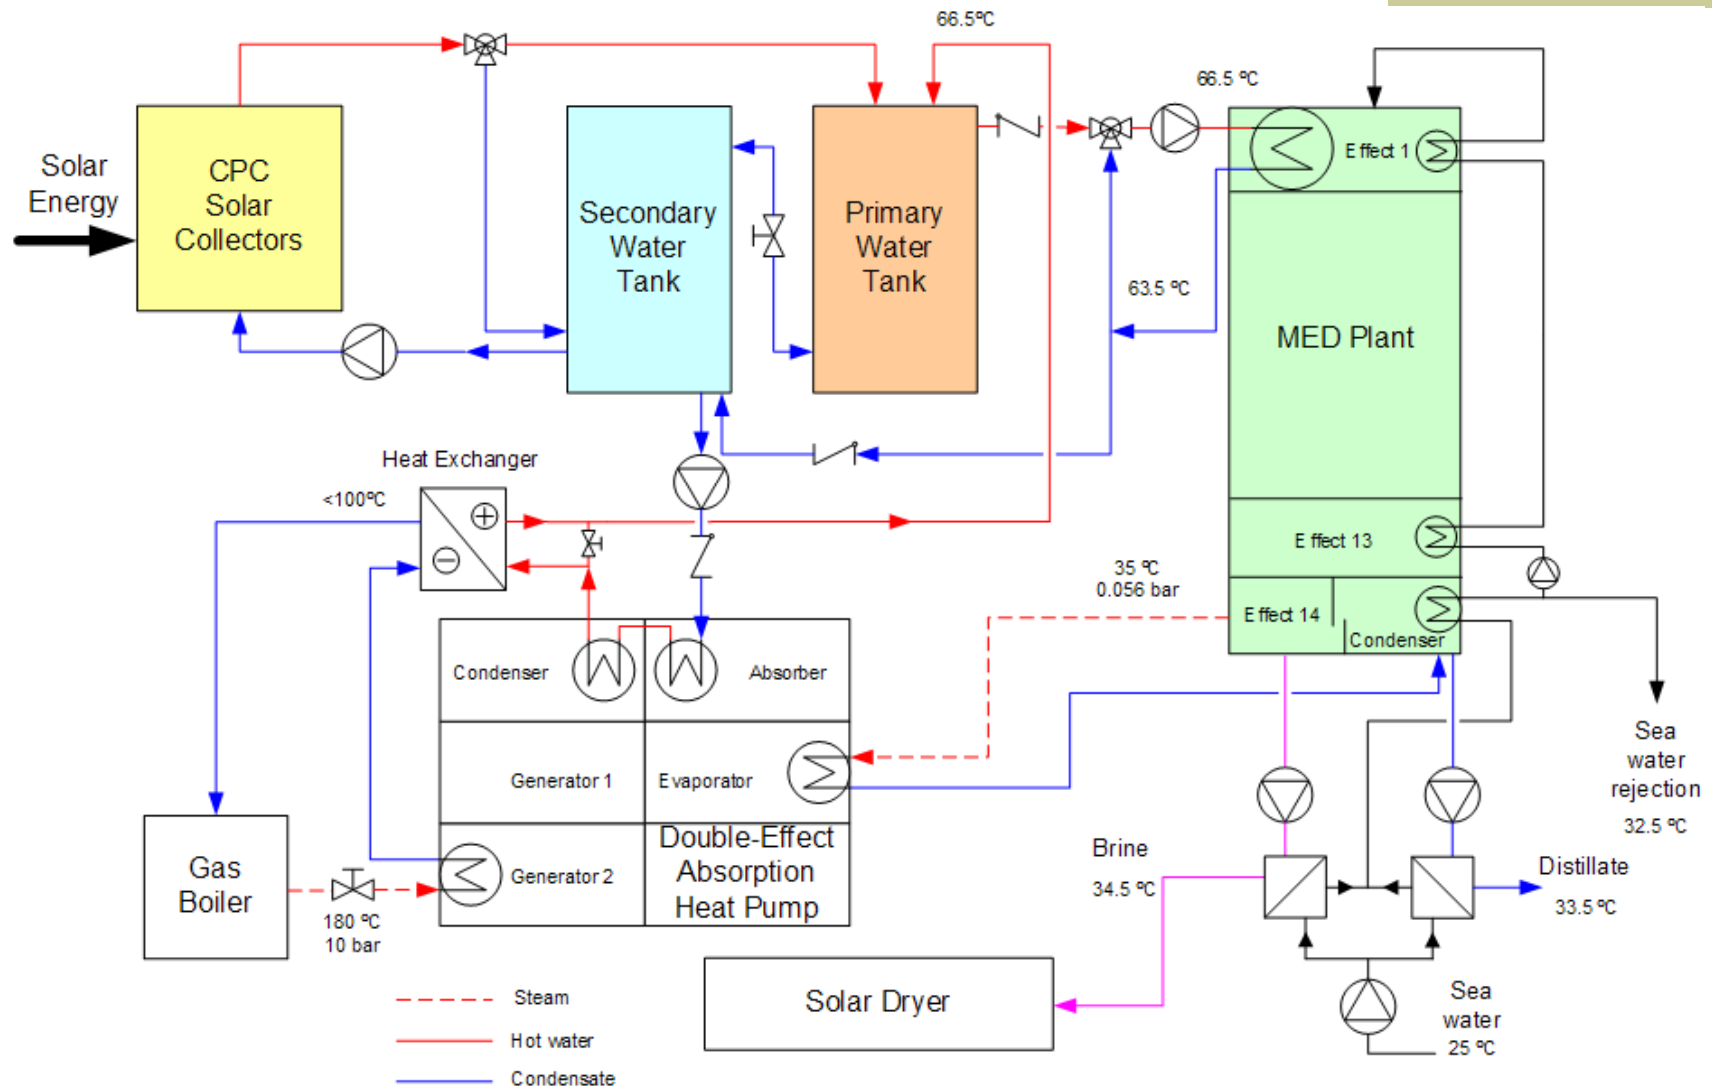 66.5ºC
66.5 ºC
Solar
Energy
CPC
Solar
Collectors
Secondary
Water
Tank
Primary
Water
Tank
Effect 1
63.5 ºC
MED Plant
Heat Exchanger
<100ºC
Effect 13
35 ºC
0.056 bar
Effect 14
Condenser
Condenser
Absorber
Generator 1
Evaporator
Sea
water
rejection
32.5 ºC
Gas
Boiler
180 ºC
10 bar
Generator 2
Double-Effect
Absorption
Heat Pump
Brine
34.5 ºC
Distillate
33.5 ºC
Solar Dryer
Sea
water
25 ºC
Steam
Hot water
Condensate